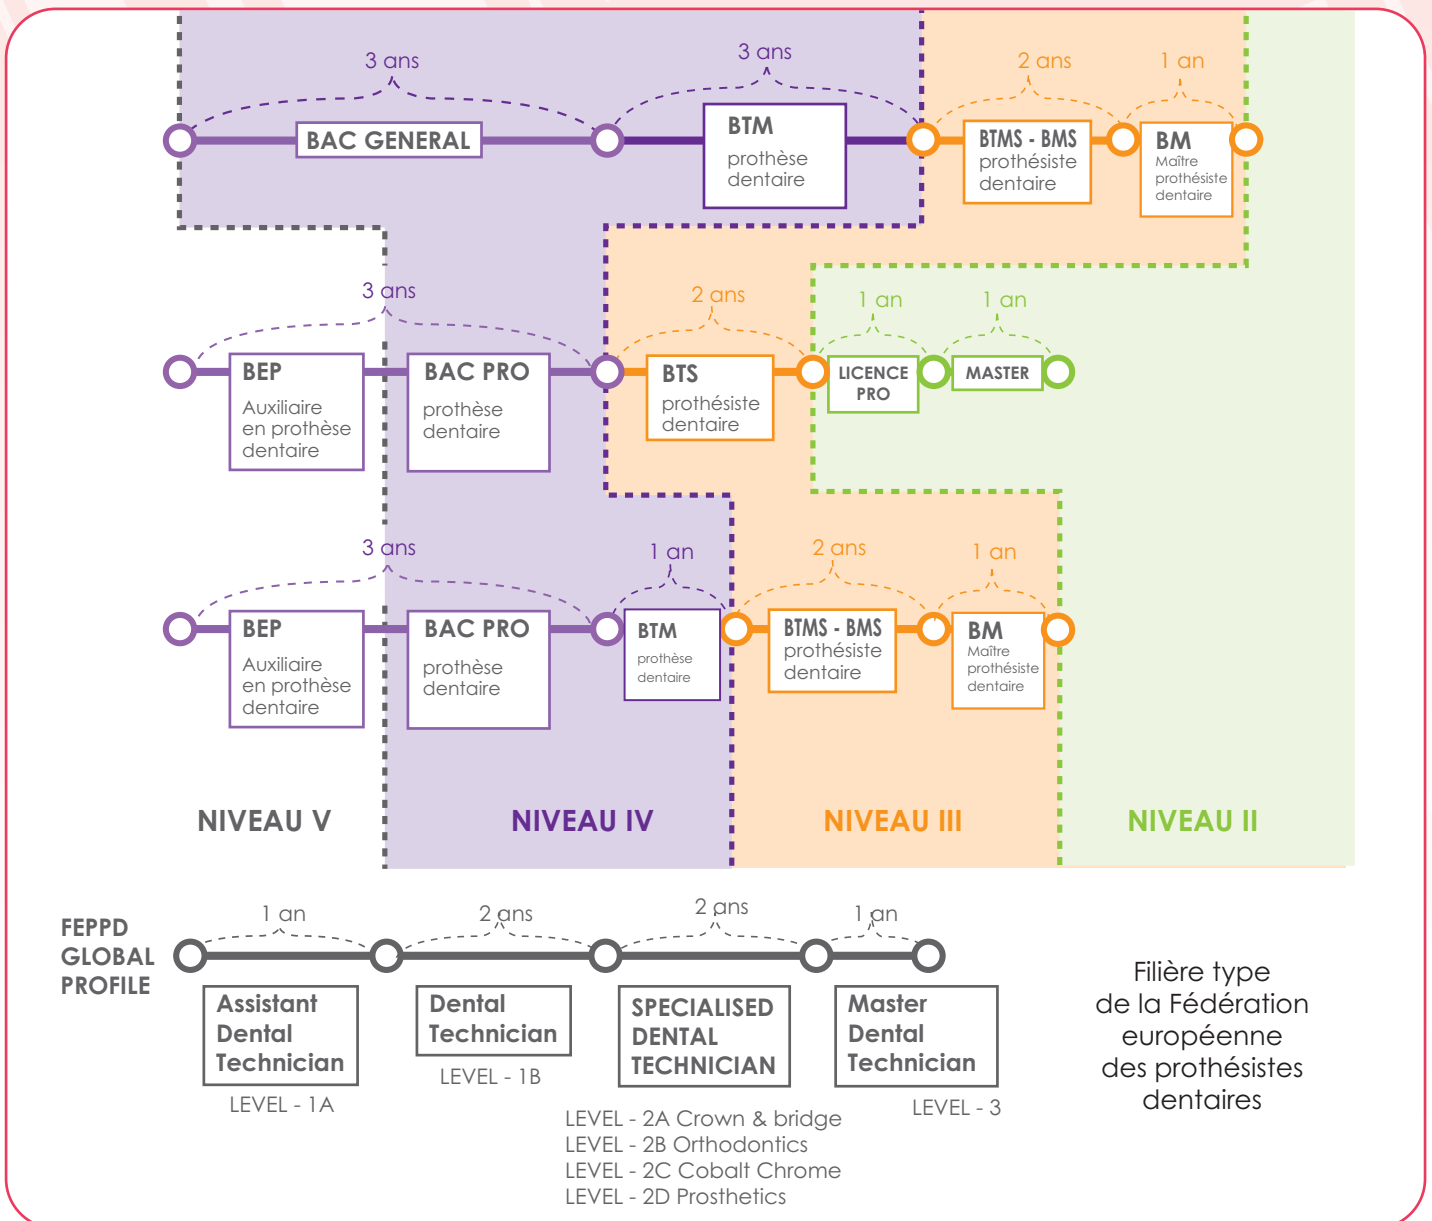 3 ans
3 ans
2 ans
1 an
BAC GENERAL
BTM
prothèse
dentaire
BTMS - BMS
prothésiste
dentaire
BM
Maître
prothésiste
dentaire
3 ans
2 ans
1 an
1 an
BEP
Auxiliaire
en prothèse
dentaire
BAC PRO
prothèse
dentaire
BTS
prothésiste
dentaire
LICENCE
PRO
MASTER
3 ans
1 an
2 ans
1 an
BEP
Auxiliaire
en prothèse
dentaire
BAC PRO
prothèse
dentaire
BTM
prothèse
dentaire
BTMS - BMS
prothésiste
dentaire
BM
Maître
prothésiste
dentaire
NIVEAU V
NIVEAU IV
NIVEAU III
NIVEAU II
FEPPD
GLOBAL
PROFILE
1 an
2 ans
2 ans
1 an
Assistant
Dental
Technician
LEVEL - 1A
Dental
Technician
LEVEL - 1B
SPECIALISED
DENTAL
TECHNICIAN
LEVEL - 2A Crown & bridge
LEVEL - 2B Orthodontics
LEVEL - 2C Cobalt Chrome
LEVEL - 2D Prosthetics
Master
Dental
Technician
LEVEL - 3
Filière type
de la Fédération
européenne
des prothésistes
dentaires